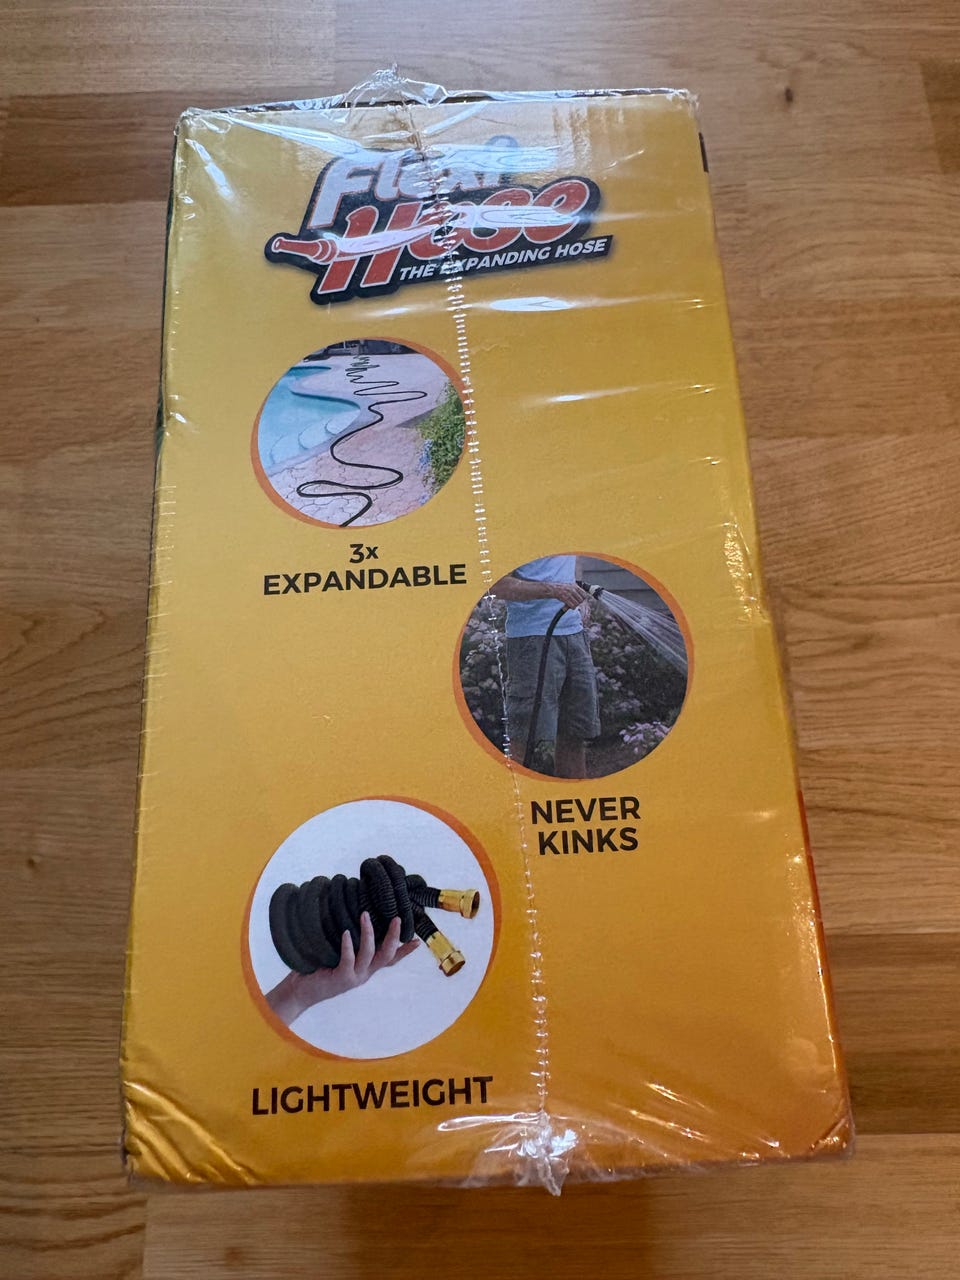 Flexi
Hose
THE EXPANDING HOSE
3x
EXPANDABLE
NEVER
KINKS
LIGHTWEIGHT